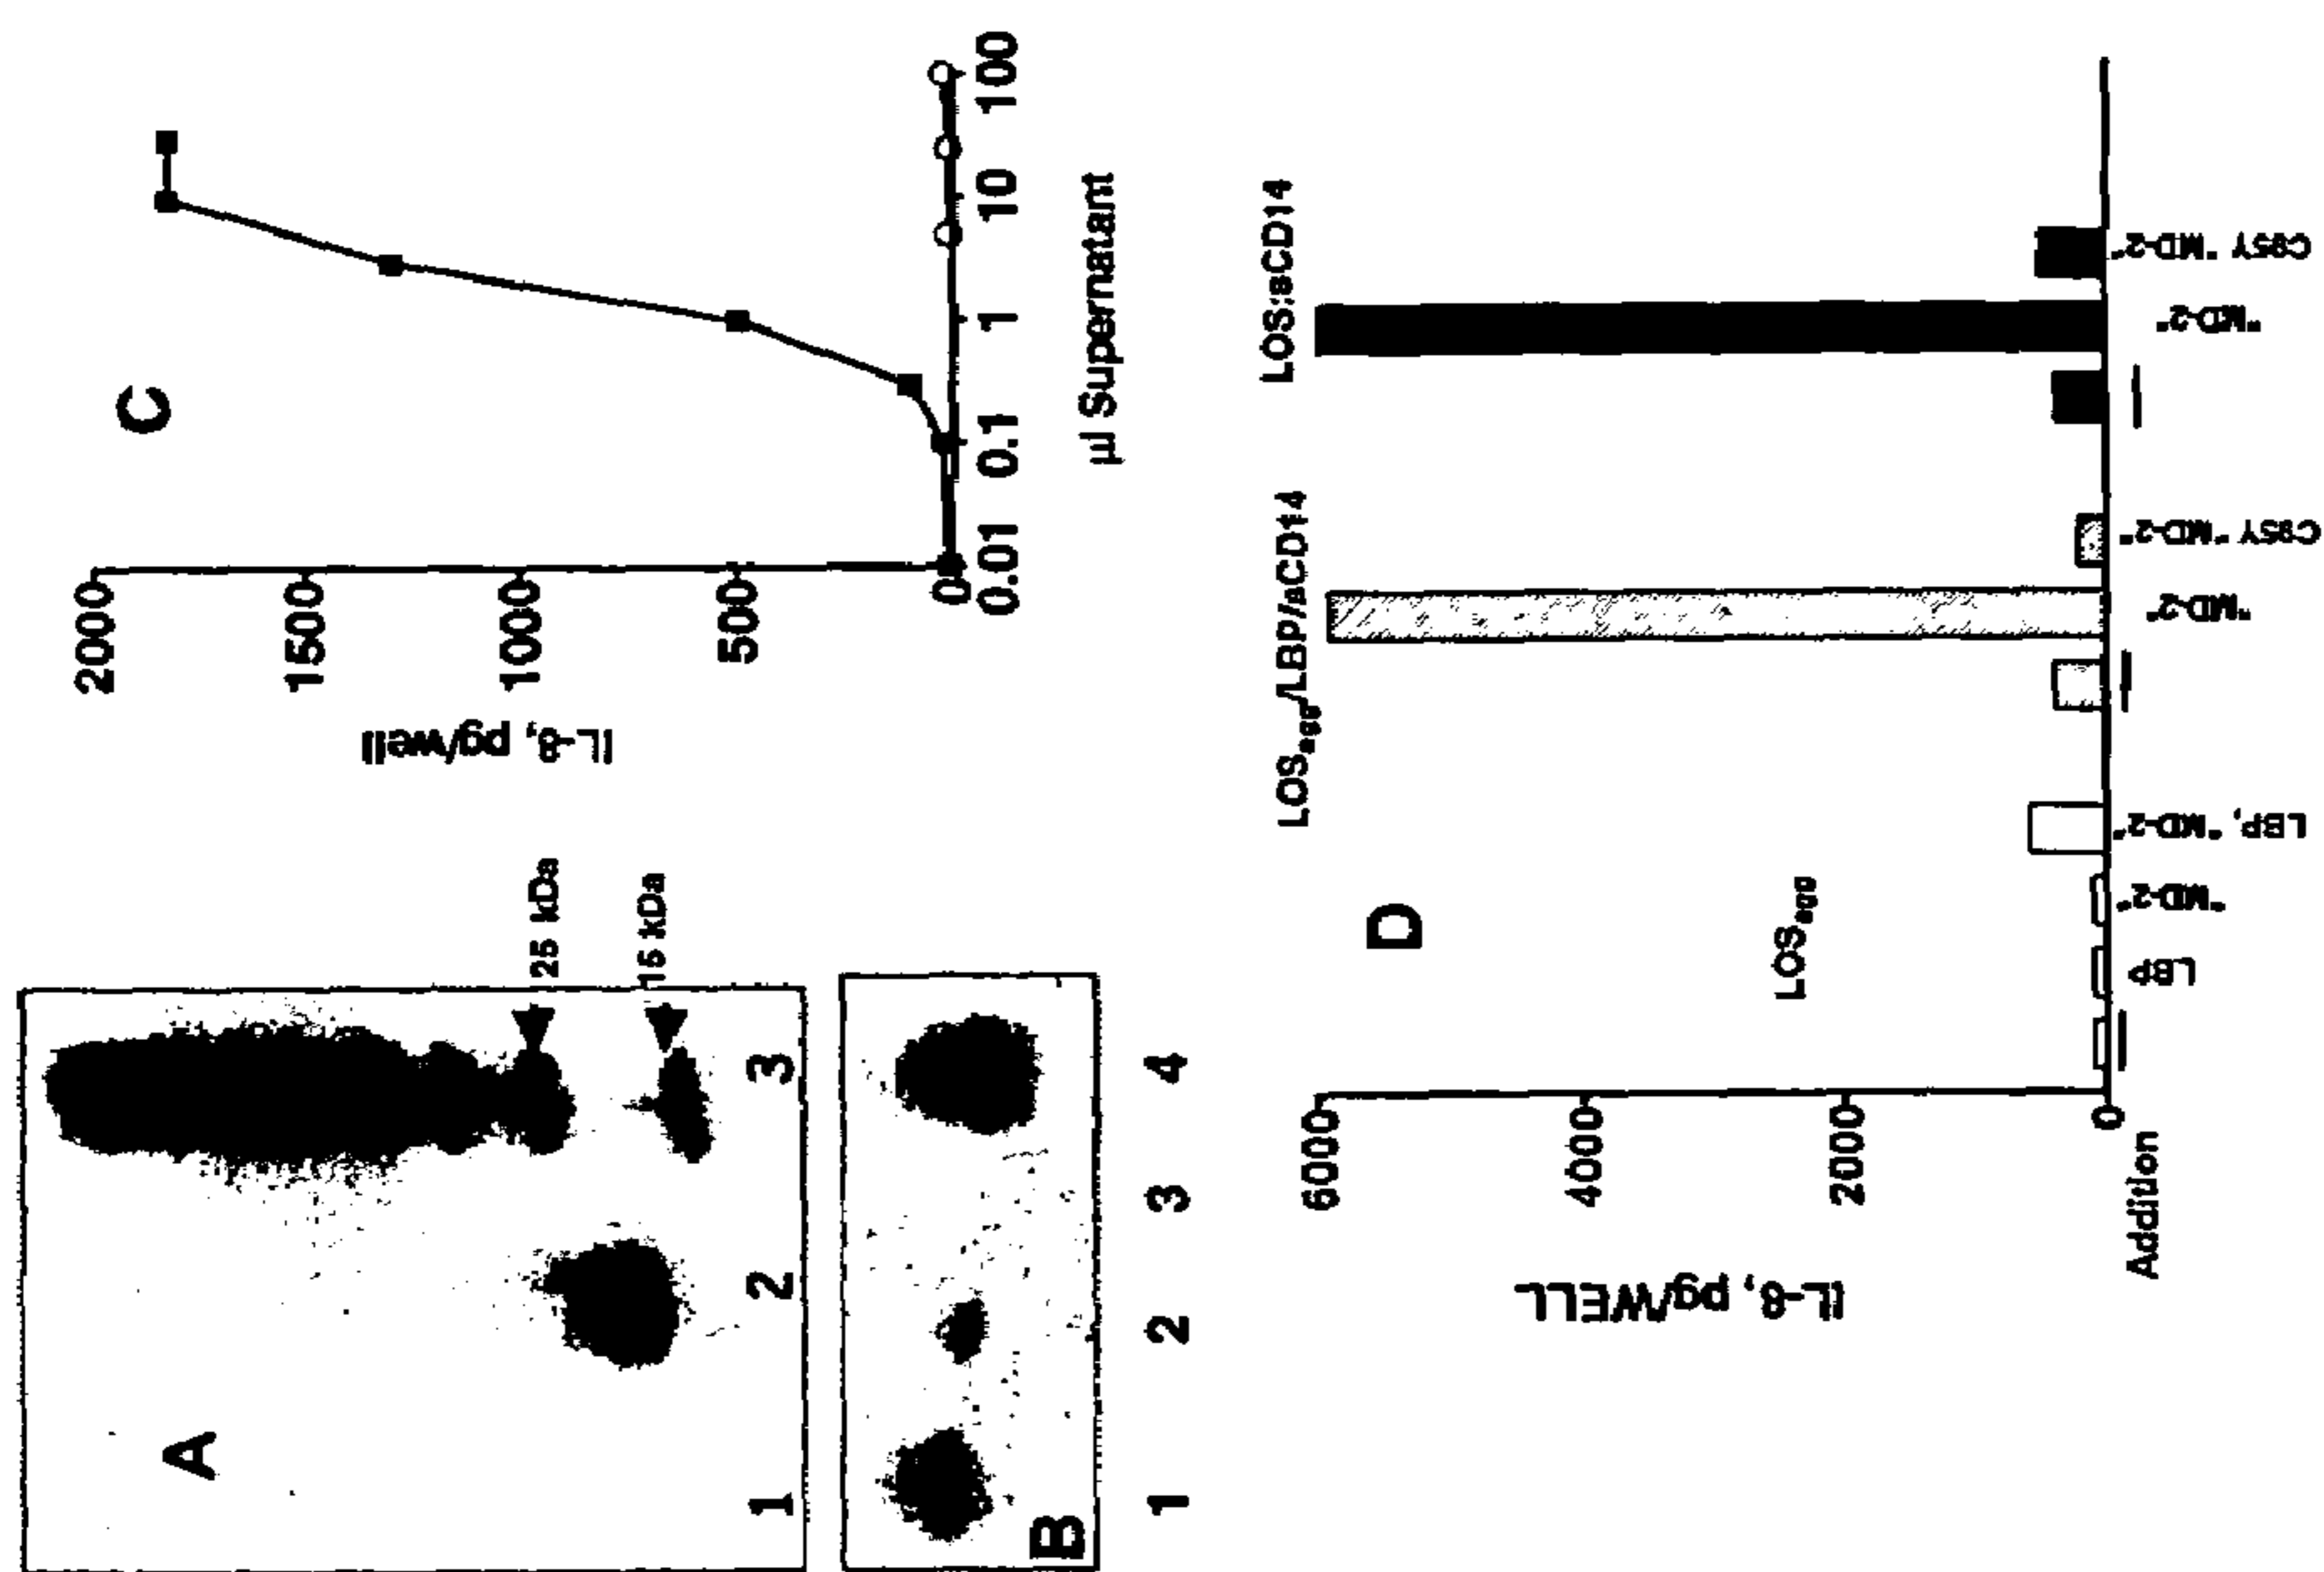 A
25 kDa
15 kDa
1 2 3
B
1 2 3 4
C
IL-8, pg/well
2000
1500
1000
500
0
0.01 0.1 1 10 100
µl Supernatant
D
IL-8, pg/WELL
6000
4000
2000
0
LOSagg
LOSagg/LBP/sCD14
LOS:sCD14
Addition
—
LBP
"MD-2"
LBP, "MD-2"
—
"MD-2"
C95Y "MD-2"
—
"MD-2"
C95Y "MD-2"